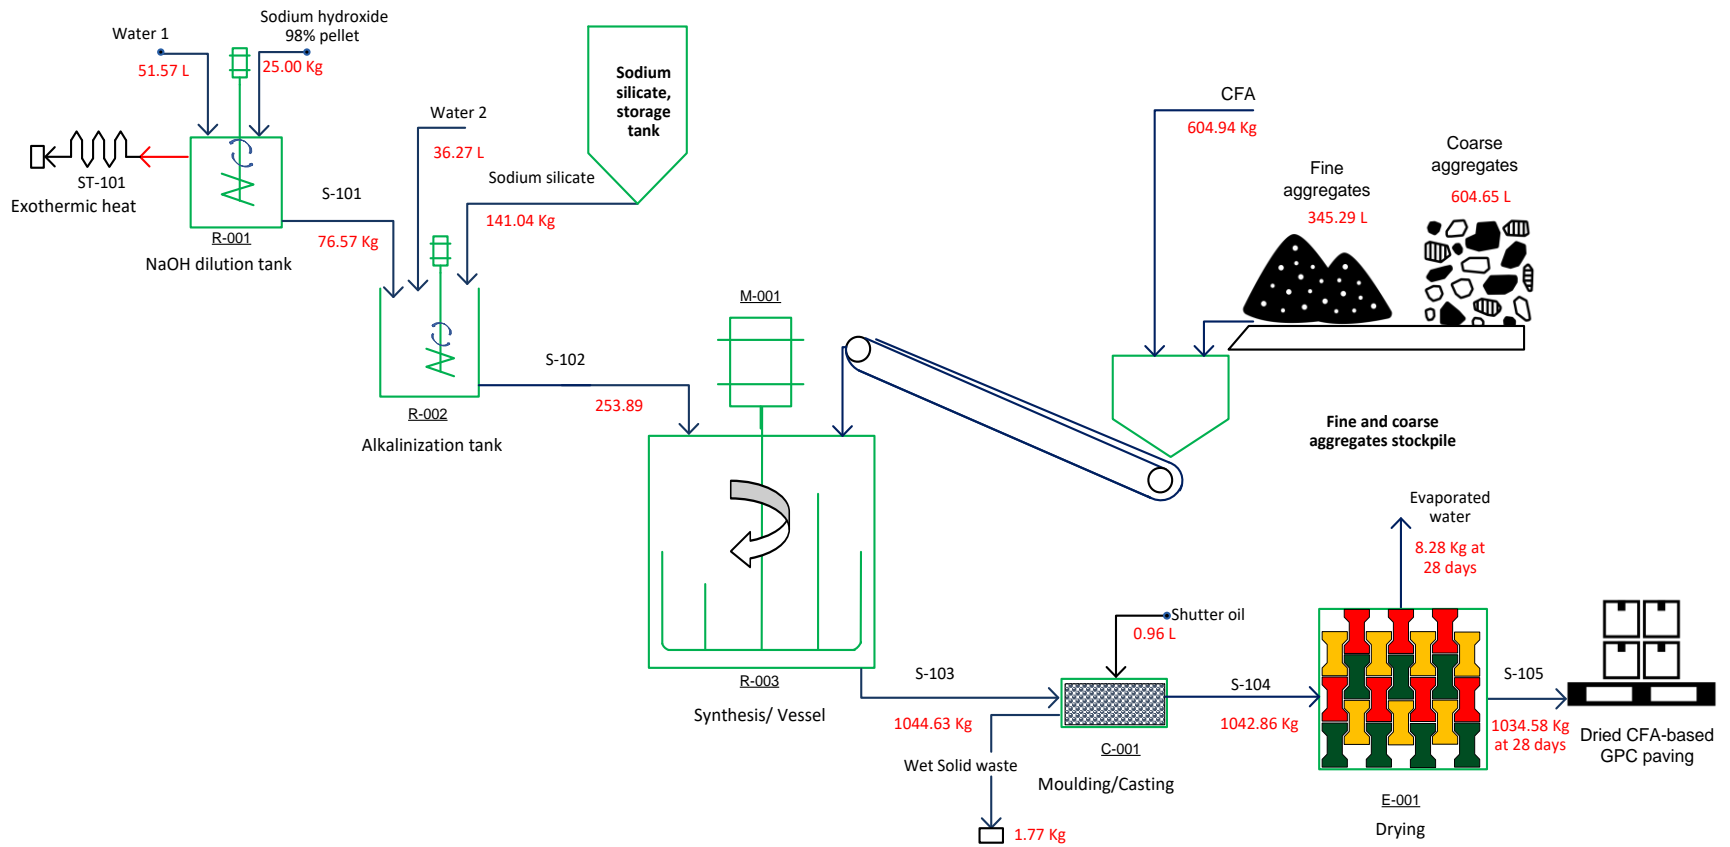 Water 1
51.57 L
Sodium hydroxide
98% pellet
25.00 Kg
ST-101
Exothermic heat
R-001
NaOH dilution tank
S-101
76.57 Kg
Water 2
36.27 L
Sodium silicate
141.04 Kg
Sodium
silicate,
storage
tank
R-002
Alkalinization tank
S-102
253.89
M-001
R-003
Synthesis/ Vessel
CFA
604.94 Kg
Fine
aggregates
345.29 L
Coarse
aggregates
604.65 L
Fine and coarse
aggregates stockpile
S-103
1044.63 Kg
Wet Solid waste
1.77 Kg
Shutter oil
0.96 L
C-001
Moulding/Casting
S-104
1042.86 Kg
Evaporated
water
8.28 Kg at
28 days
E-001
Drying
S-105
1034.58 Kg
at 28 days
Dried CFA-based
GPC paving